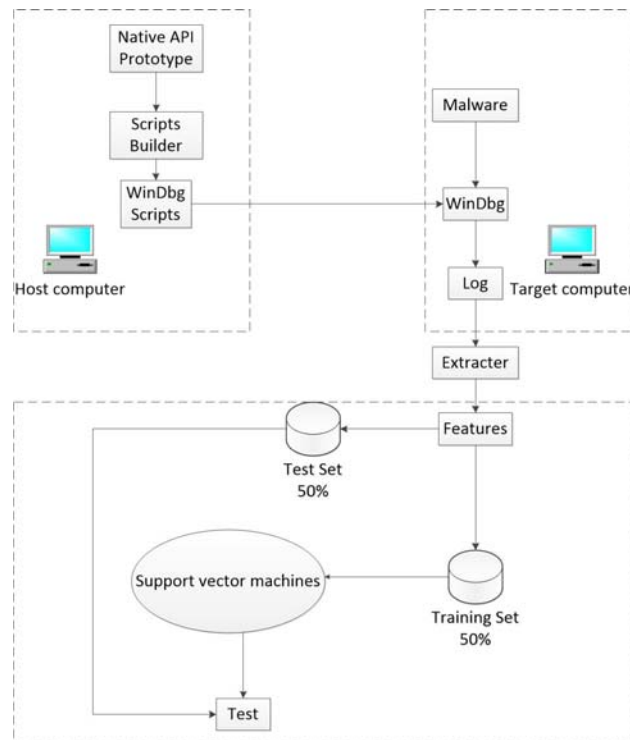 Native API
Prototype
Scripts
Builder
WinDbg
Scripts
Host computer
Malware
WinDbg
Log
Target computer
Extracter
Features
Test Set
50%
Support vector machines
Training Set
50%
Test